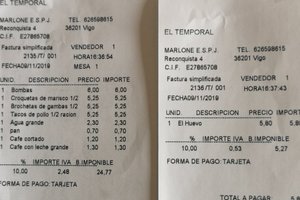 EL TEMPORAL
MARLONE E.S.P.J. TEL 626598615
Reconquista 4 36201 Vigo
C.I.F. E27865708
Factura simplificada VENDEDOR 1
2135/T/ 001 HORA16:36:54
FECHA09/11/2019 MESA 1
UNID. DESCRIPCION PRECIO IMPORTE
1 Bombas 6,00 6,00
1 Croquetas de marisco 1/2 5,25 5,25
1 Brochetas de gambas 1/2 5,25 5,25
1 Tacos de pollo 1/2 racion 5,25 5,25
1 Agua grande 2,30 2,30
1 pan 0,70 0,70
1 Cafe cortado 1,20 1,20
1 Cafe con leche grande 1,30 1,30
% IMPORTE IVA B.IMPONIBLE
10,00 2,48 24,77
FORMA DE PAGO:TARJETA
EL TEMPORAL
MARLONE E.S.P.J. TEL 626598615
Reconquista 4 36201 Vigo
C.I.F. E27865708
Factura simplificada VENDEDOR 1
2136/T/ 001 HORA16:37:43
FECHA09/11/2019
UNID. DESCRIPCION PRECIO IMPORTE
1 El Huevo 5,80 5,80
% IMPORTE IVA B.IMPONIBLE
10,00 0,53 5,27
FORMA DE PAGO:TARJETA
TOTAL A PAGAR